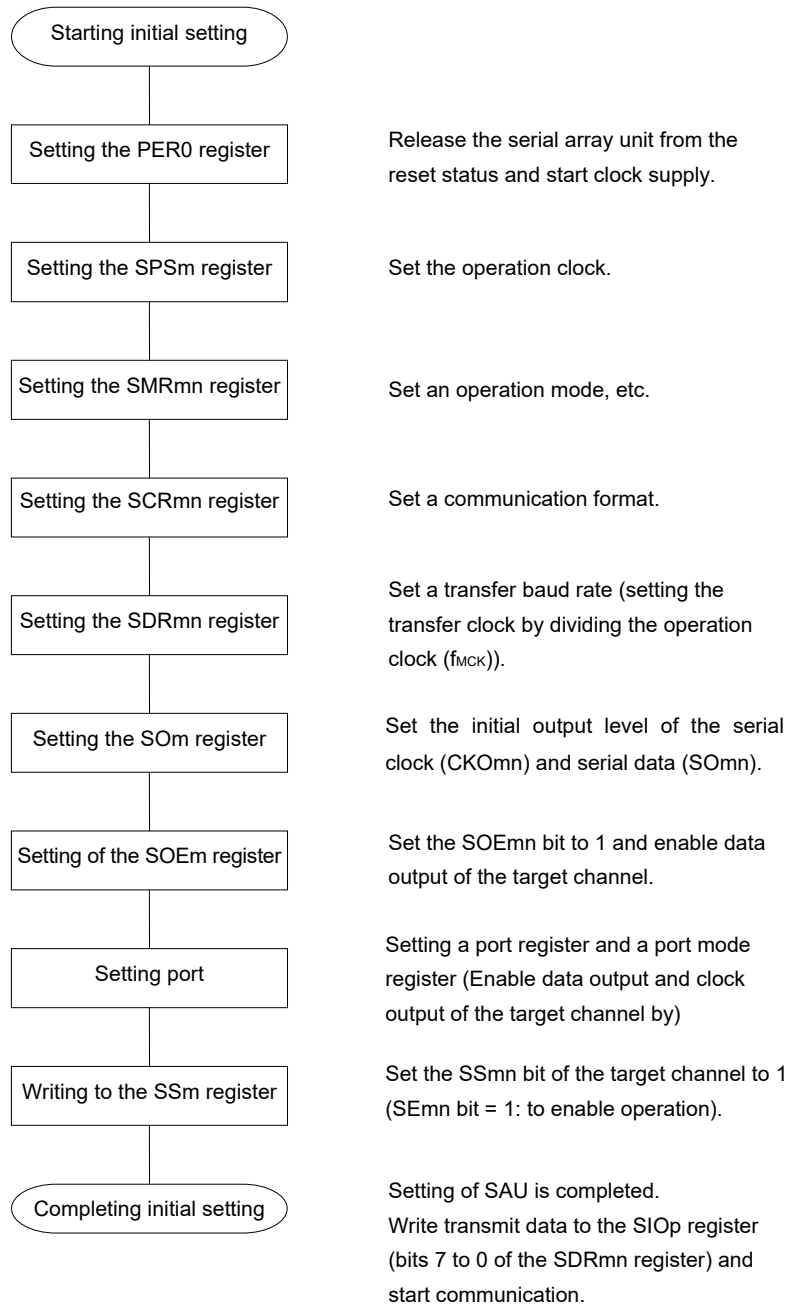 Starting initial setting
Setting the PER0 register
Release the serial array unit from the
reset status and start clock supply.
Setting the SPSm register
Set the operation clock.
Setting the SMRmn register
Set an operation mode, etc.
Setting the SCRmn register
Set a communication format.
Setting the SDRmn register
Set a transfer baud rate (setting the
transfer clock by dividing the operation
clock (fMCK)).
Setting the SOm register
Set the initial output level of the serial
clock (CKOmn) and serial data (SOmn).
Setting of the SOEm register
Set the SOEmn bit to 1 and enable data
output of the target channel.
Setting port
Setting a port register and a port mode
register (Enable data output and clock
output of the target channel by)
Writing to the SSm register
Set the SSmn bit of the target channel to 1
(SEmn bit = 1: to enable operation).
Completing initial setting
Setting of SAU is completed.
Write transmit data to the SIOp register
(bits 7 to 0 of the SDRmn register) and
start communication.